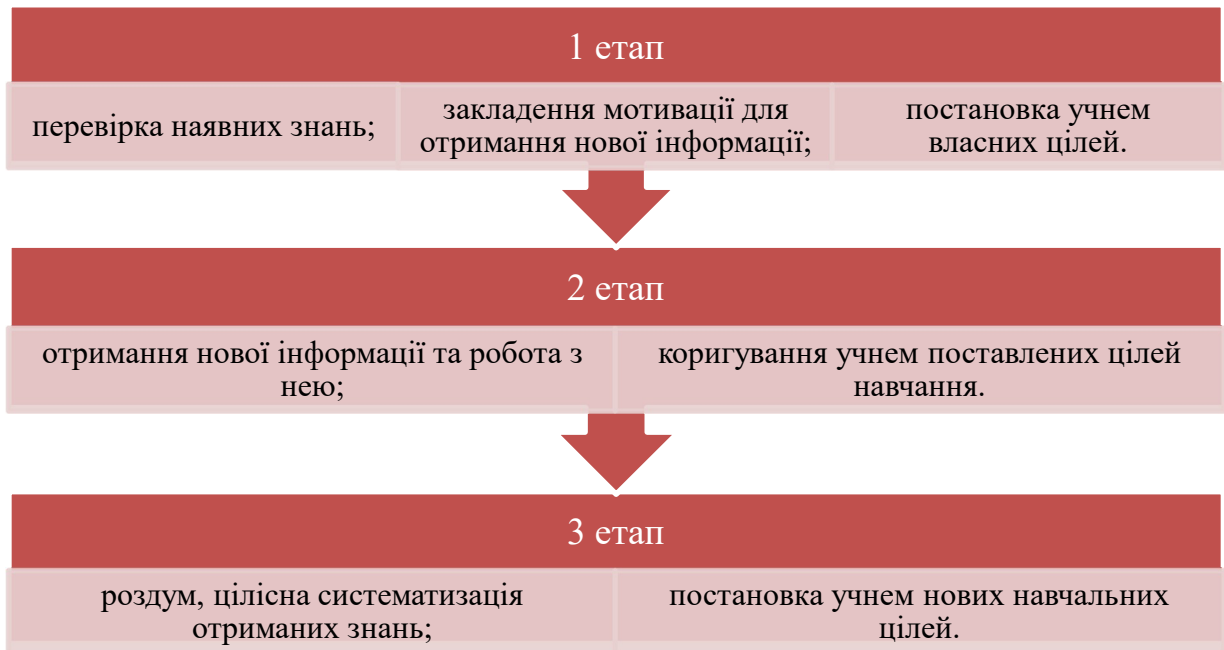 1 етап
перевірка наявних знань;
закладення мотивації для
отримання нової інформації;
постановка учнем
власних цілей.
2 етап
отримання нової інформації та робота з
нею;
коригування учнем поставлених цілей
навчання.
3 етап
роздум, цілісна систематизація
отриманих знань;
постановка учнем нових навчальних
цілей.